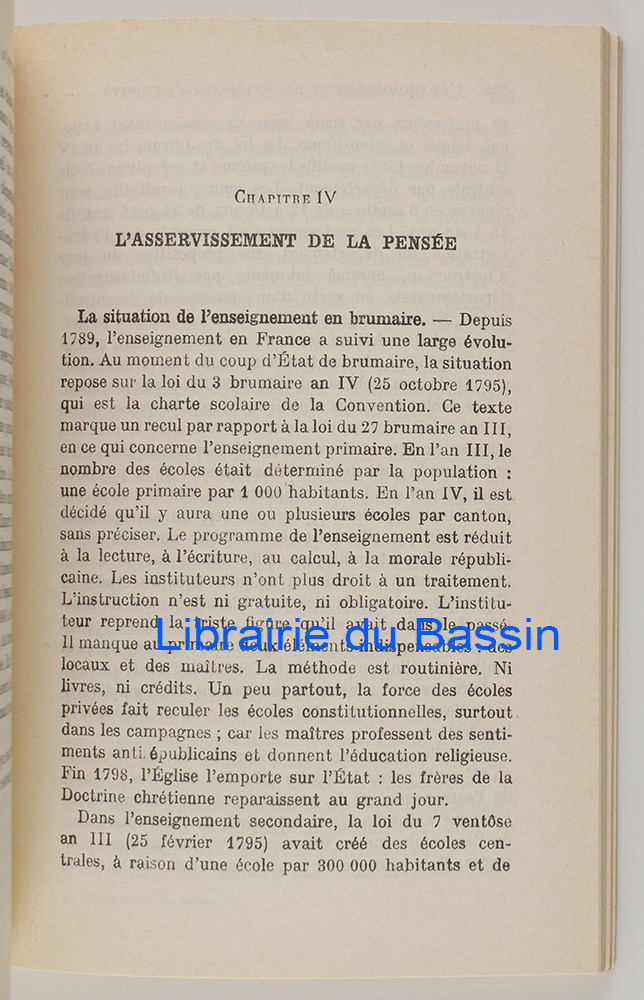 CHAPITRE IV
L'ASSERVISSEMENT DE LA PENSÉE
La situation de l'enseignement en brumaire. — Depuis
1789, l'enseignement en France a suivi une large évolu-
tion. Au moment du coup d'État de brumaire, la situation
repose sur la loi du 3 brumaire an IV (25 octobre 1795),
qui est la charte scolaire de la Convention. Ce texte
marque un recul par rapport à la loi du 27 brumaire an III,
en ce qui concerne l'enseignement primaire. En l'an III, le
nombre des écoles était déterminé par la population :
une école primaire par 1 000 habitants. En l'an IV, il est
décidé qu'il y aura une ou plusieurs écoles par canton,
sans préciser. Le programme de l'enseignement est réduit
à la lecture, à l'écriture, au calcul, à la morale républi-
caine. Les instituteurs n'ont plus droit à un traitement.
L'instruction n'est ni gratuite, ni obligatoire. L'institu-
teur reprend la triste figure qu'il avait dans le passé.
Librairie du Bassin
Il manque au primaire deux éléments indispensables : des
locaux et des maîtres. La méthode est routinière. Ni
livres, ni crédits. Un peu partout, la force des écoles
privées fait reculer les écoles constitutionnelles, surtout
dans les campagnes ; car les maîtres professent des senti-
ments anti épublicains et donnent l'éducation religieuse.
Fin 1798, l'Église l'emporte sur l'État : les frères de la
Doctrine chrétienne reparaissent au grand jour.
Dans l'enseignement secondaire, la loi du 7 ventôse
an III (25 février 1795) avait créé des écoles cen-
trales, à raison d'une école par 300 000 habitants et de